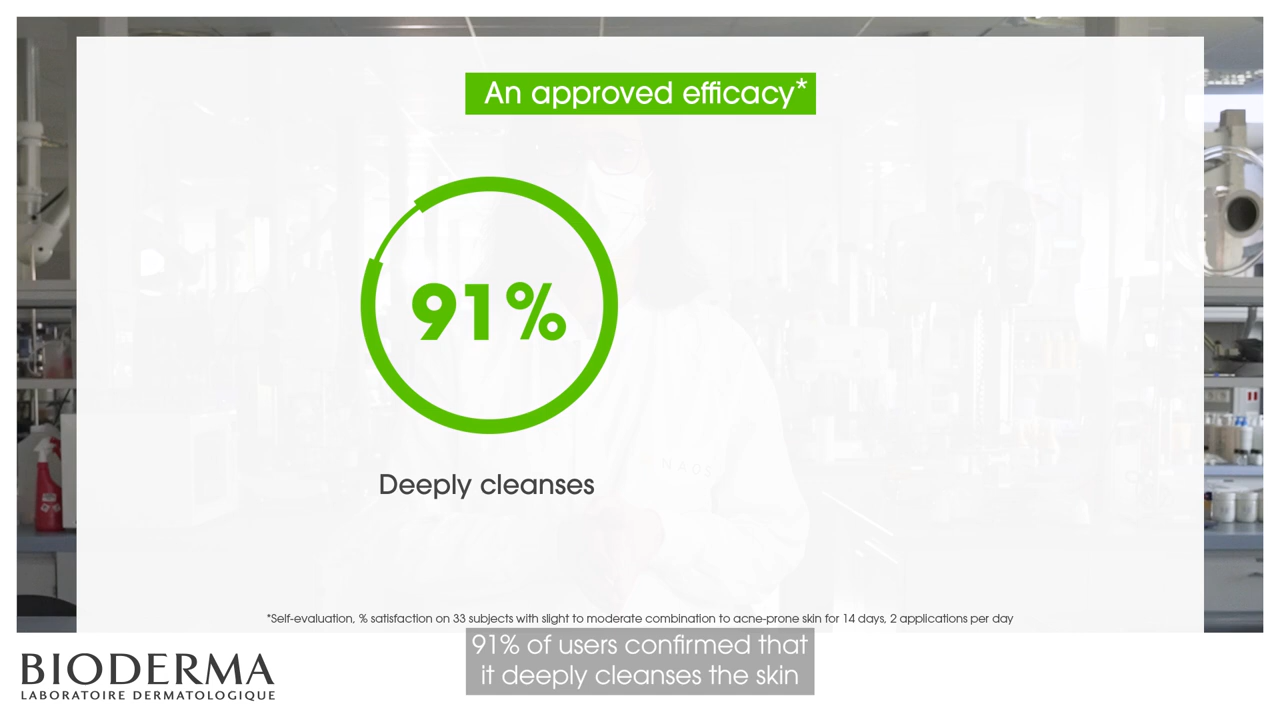 An approved efficacy*
91%
NAOS
Deeply cleanses
*Self-evaluation, % satisfaction on 33 subjects with slight to moderate combination to acne-prone skin for 14 days, 2 applications per day
91% of users confirmed that
it deeply cleanses the skin
BIODERMA
LABORATOIRE DERMATOLOGIQUE